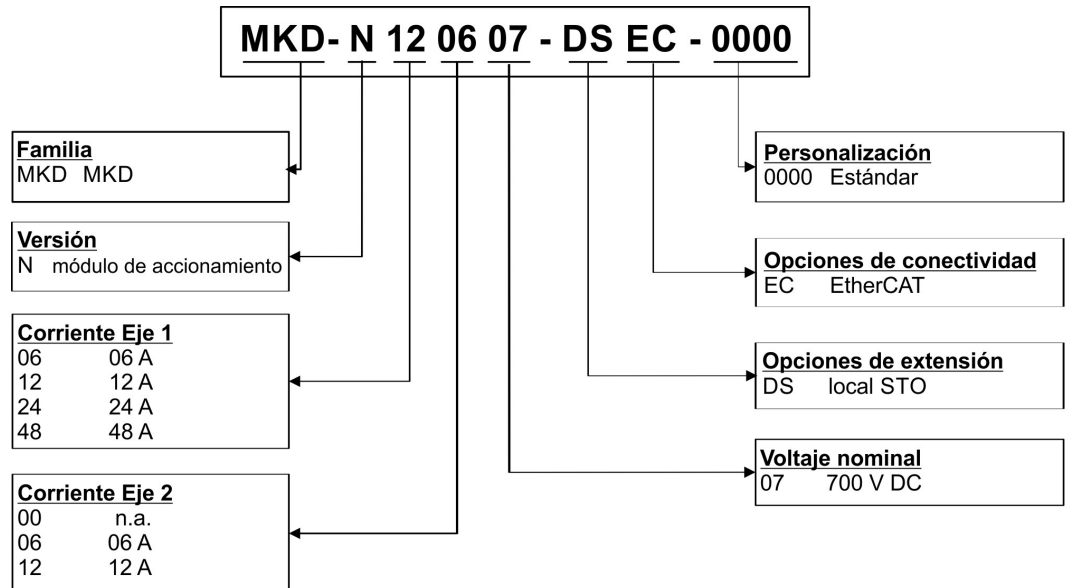 MKD- N 12 06 07 - DS EC - 0000
Familia
MKD MKD
Versión
N módulo de accionamiento
Corriente Eje 1
06 06 A
12 12 A
24 24 A
48 48 A
Corriente Eje 2
00 n.a.
06 06 A
12 12 A
Personalización
0000 Estándar
Opciones de conectividad
EC EtherCAT
Opciones de extensión
DS local STO
Voltaje nominal
07 700 V DC